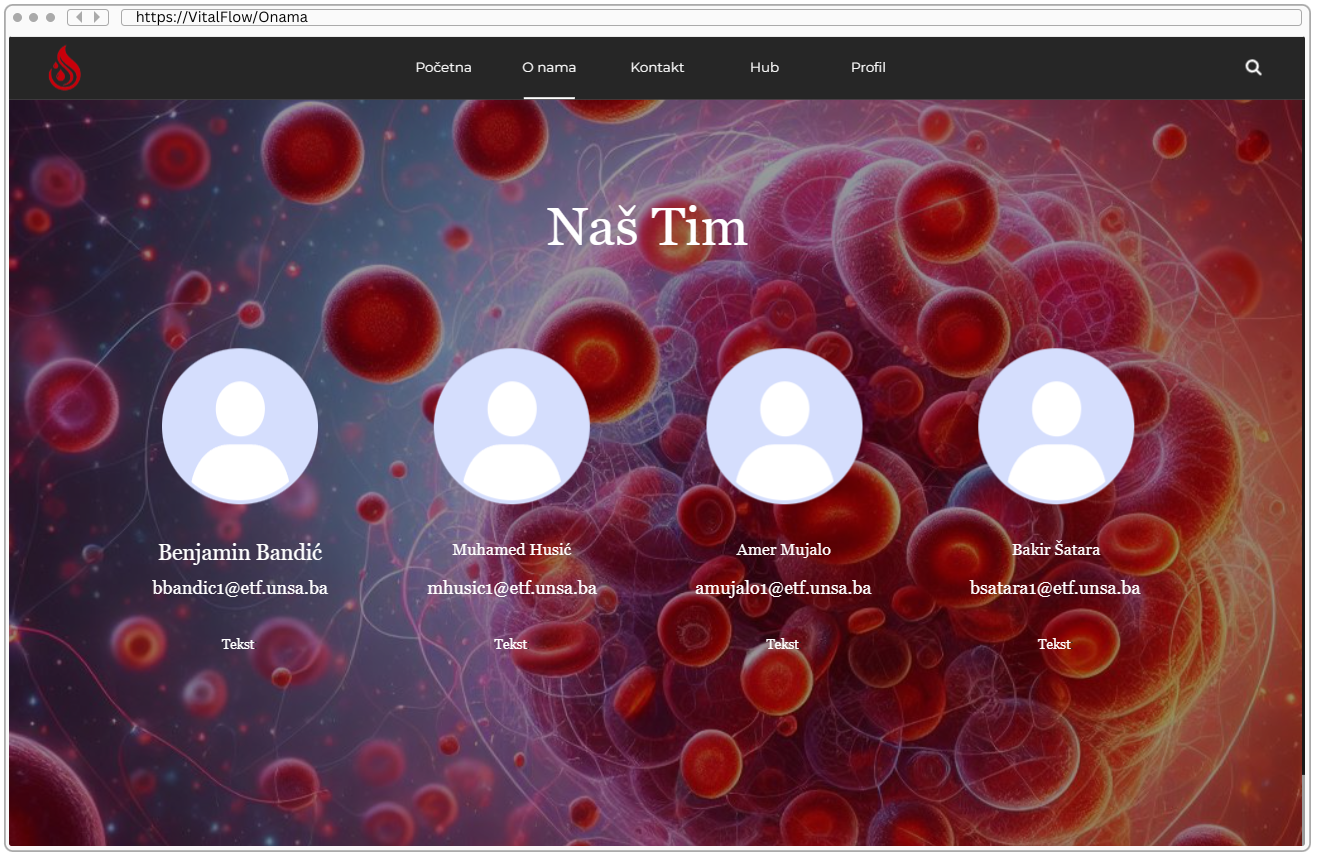 https://VitalFlow/Onama
Početna O nama Kontakt Hub Profil
Naš Tim
Benjamin Bandić Muhamed Husić Amer Mujalo Bakir Šatara
bbandic1@etf.unsa.ba mhusic1@etf.unsa.ba amujalo1@etf.unsa.ba bsatara1@etf.unsa.ba
Tekst Tekst Tekst Tekst